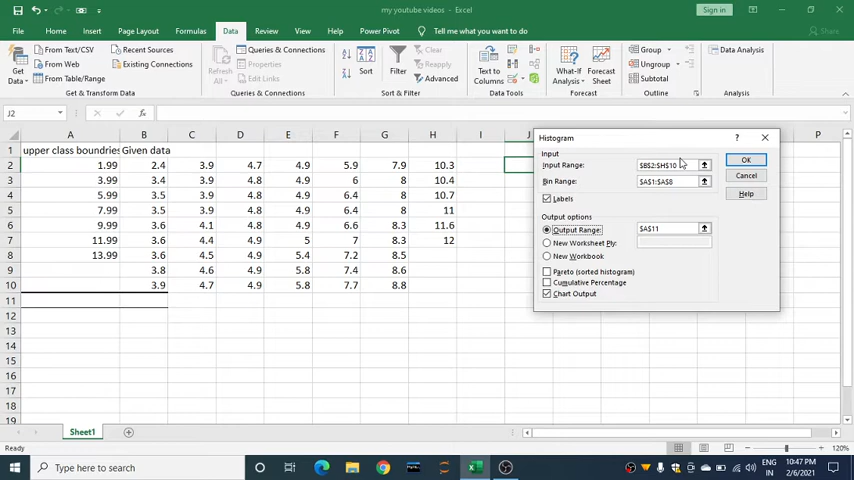 my youtube videos - Excel
Sign in
File Home Insert Page Layout Formulas Data Review View Help Power Pivot Tell me what you want to do Share
Get Data
From Text/CSV
From Web
From Table/Range
Recent Sources
Existing Connections
Get & Transform Data
Refresh All
Queries & Connections
Properties
Edit Links
Queries & Connections
Sort
Filter
Clear
Reapply
Advanced
Sort & Filter
Text to Columns
Data Tools
What-If Analysis
Forecast Sheet
Forecast
Group
Ungroup
Subtotal
Outline
Data Analysis
Analysis
J2
A B C D E F G H I J P
1 upper class boundries Given data
2 1.99 2.4 3.9 4.7 4.9 5.9 7.9 10.3
3 3.99 3.4 4 4.8 4.9 6 8 10.4
4 5.99 3.5 4 4.8 4.9 6.4 8 10.7
5 7.99 3.5 4 4.8 4.9 6.4 8 11
6 9.99 3.6 4.1 4.9 4.9 6.6 8.3 11.6
7 11.99 3.6 4.4 4.9 5 7 8.3 12
8 13.99 3.6 4.5 4.9 5.4 7.2 8.5
9 3.8 4.6 4.9 5.8 7.4 8.6
10 3.9 4.7 4.9 5.8 7.7 8.8
11
12
13
14
15
16
17
18
19
Histogram
?
Input
Input Range: $B$2:$H$10
Bin Range: $A$1:$A$8
Labels
Output options
Output Range: $A$11
New Worksheet Ply:
New Workbook
Pareto (sorted histogram)
Cumulative Percentage
Chart Output
OK
Cancel
Help
Sheet1
Ready
120%
Type here to search
ENG
IN
10:47 PM
2/6/2021